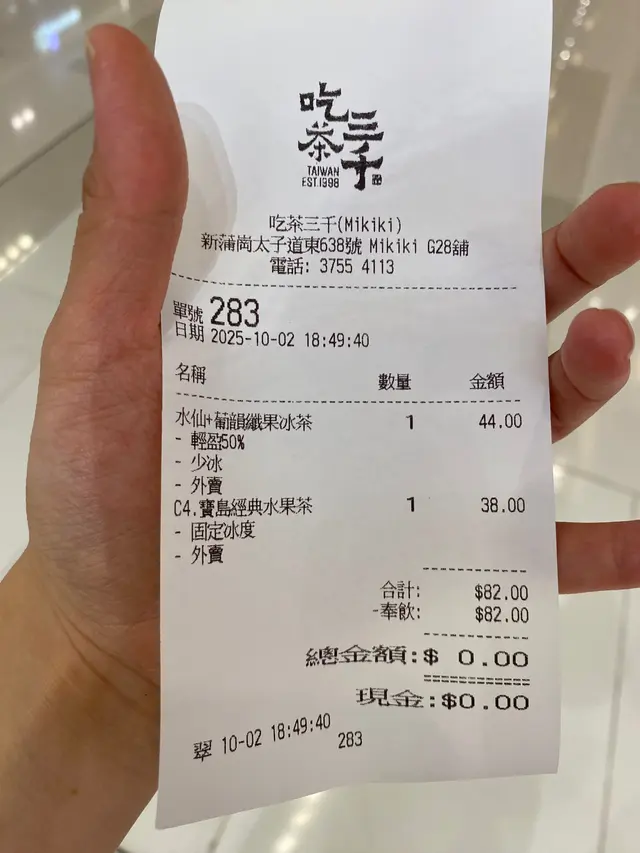 吃茶三千
TAIWAN
EST.1998
吃茶三千(Mikiki)
新蒲崗太子道東638號 Mikiki G28舖
電話: 3755 4113
單號 283
日期 2025-10-02 18:49:40
名稱 數量 金額
水仙+葡韻纖果冰茶 1 44.00
- 輕盈50%
- 少冰
- 外賣
C4.寶島經典水果茶 1 38.00
- 固定冰度
- 外賣
合計: $82.00
-奉飲: $82.00
總金額:$ 0.00
現金:$0.00
翠 10-02 18:49:40 283